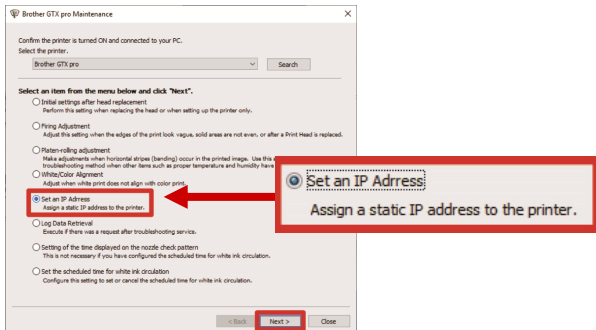 Brother GTX pro Maintenance
Confirm the printer is turned ON and connected to your PC.
Select the printer.
Brother GTX pro
Search
Select an item from the menu below and click "Next".
Initial settings after head replacement
Perform this setting when replacing the head or when setting up the printer only.
Firing Adjustment
Adjust this setting when the edges of the print look vague, solid areas are not even, or after a Print Head is replaced.
Platen-rolling adjustment
Make adjustments when horizontal stripes (bending) occur in the printed image. Use this
troubleshooting method when other items such as proper temperature and humidity have
White/Color Alignment
Adjust when white print does not align with color print.
Set an IP Adrress
Assign a static IP address to the printer.
Log Data Retrieval
Execute if there was a request after troubleshooting service.
Setting of the time displayed on the nozzle check pattern
This is not necessary if you have configured the scheduled time for white ink circulation.
Set the scheduled time for white ink circulation
Configure this setting to set or cancel the scheduled time for white ink circulation.
< Back
Next >
Close
Set an IP Adrress
Assign a static IP address to the printer.